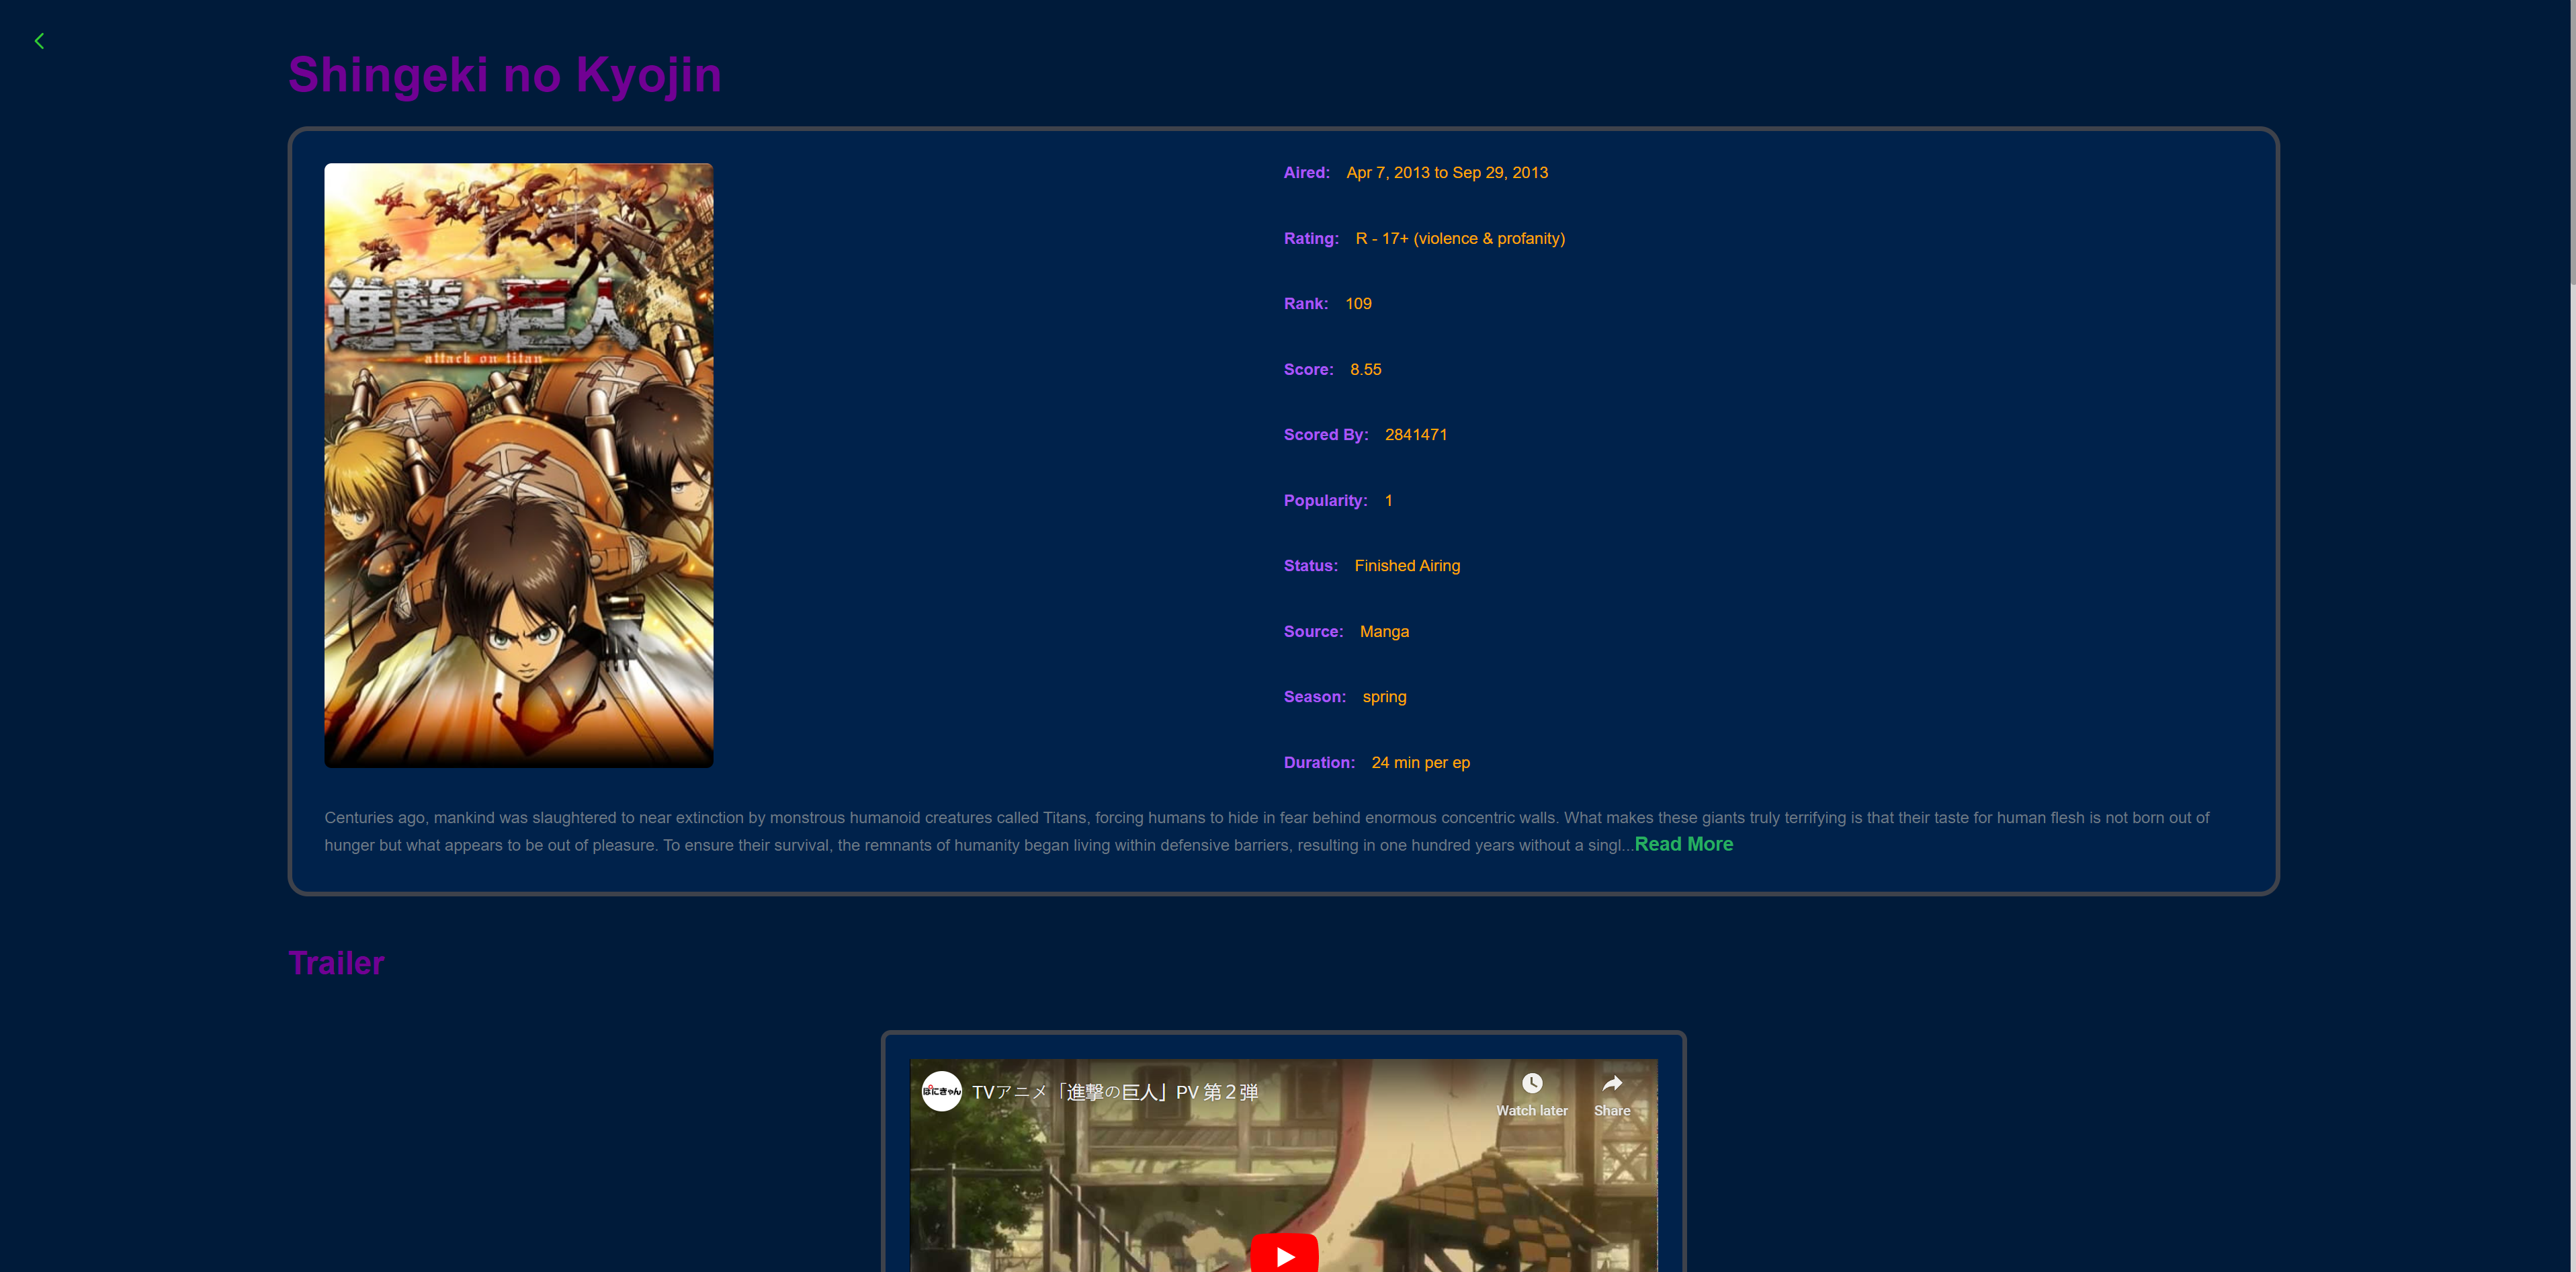 Shingeki no Kyojin
進撃の巨人
attack on titan
Aired: Apr 7, 2013 to Sep 29, 2013
Rating: R - 17+ (violence & profanity)
Rank: 109
Score: 8.55
Scored By: 2841471
Popularity: 1
Status: Finished Airing
Source: Manga
Season: spring
Duration: 24 min per ep
Centuries ago, mankind was slaughtered to near extinction by monstrous humanoid creatures called Titans, forcing humans to hide in fear behind enormous concentric walls. What makes these giants truly terrifying is that their taste for human flesh is not born out of
hunger but what appears to be out of pleasure. To ensure their survival, the remnants of humanity began living within defensive barriers, resulting in one hundred years without a singl...Read More
Trailer
ぽにきゃん
TVアニメ「進撃の巨人」PV 第２弾
Watch later
Share